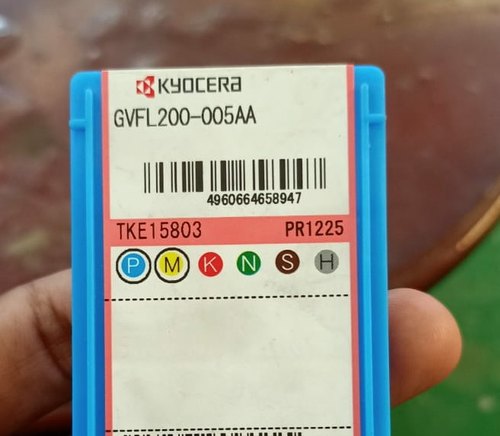 KYOCERA
GVFL200-005AA
4960664658947
TKE15803 PR1225
P M K N S H